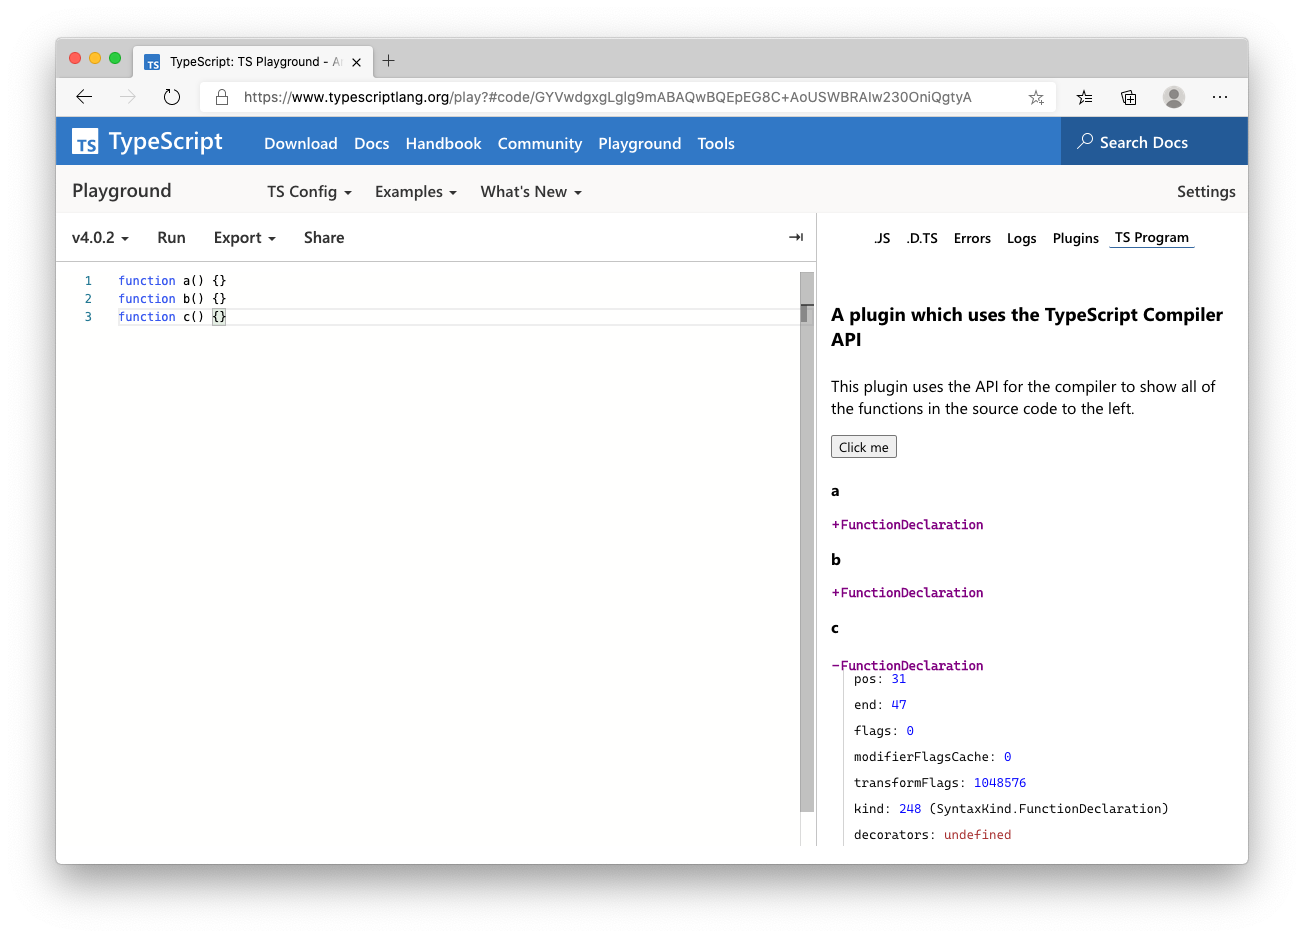 TS TypeScript: TS Playground - A
https://www.typescriptlang.org/play?#code/GYVwdgxgLglg9mABAQwBQEpEG8C+AoUSWBRAIw230OniQgtyA
TS TypeScript Download Docs Handbook Community Playground Tools Search Docs
Playground TS Config Examples What's New Settings
v4.0.2 Run Export Share .JS .D.TS Errors Logs Plugins TS Program
1 function a() {}
2 function b() {}
3 function c() {}
A plugin which uses the TypeScript Compiler
API
This plugin uses the API for the compiler to show all of
the functions in the source code to the left.
Click me
a
+FunctionDeclaration
b
+FunctionDeclaration
c
−FunctionDeclaration
pos: 31
end: 47
flags: 0
modifierFlagsCache: 0
transformFlags: 1048576
kind: 248 (SyntaxKind.FunctionDeclaration)
decorators: undefined